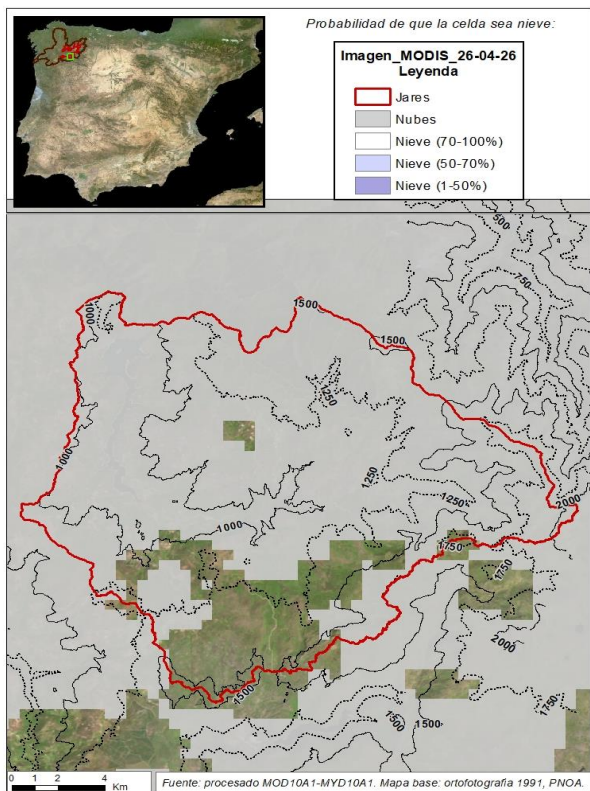 Probabilidad de que la celda sea nieve:
Imagen_MODIS_26-04-26
Leyenda
Jares
Nubes
Nieve (70-100%)
Nieve (50-70%)
Nieve (1-50%)
500
750
1000
1500
1500
1250
1000
1250
1250
2000
1000
1750
1750
2000
1750
1500
1500
1500
0 1 2 4
Km
Fuente: procesado MOD10A1-MYD10A1. Mapa base: ortofotografia 1991, PNOA.